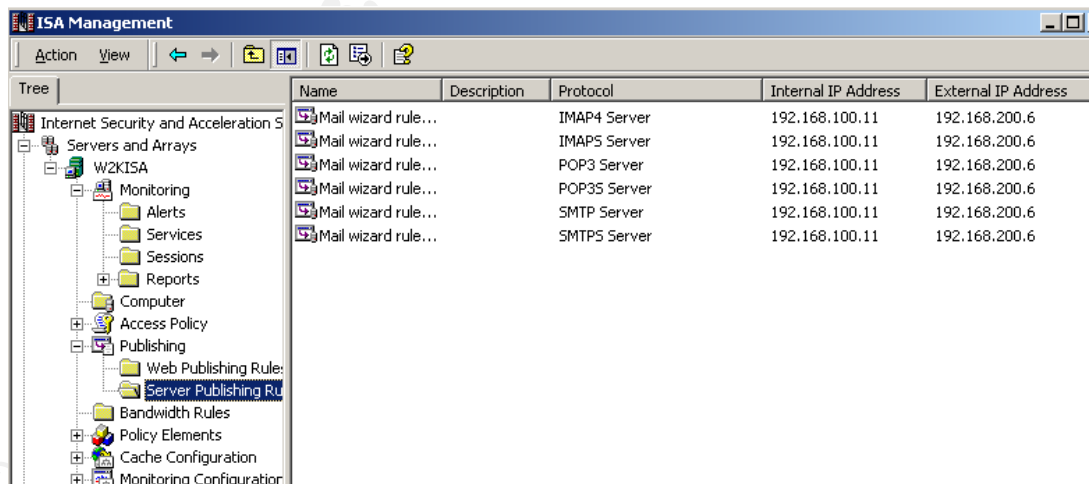 ISA Management
Action View
Tree
Internet Security and Acceleration S
Servers and Arrays
W2KISA
Monitoring
Alerts
Services
Sessions
Reports
Computer
Access Policy
Publishing
Web Publishing Rule
Server Publishing Ru
Bandwidth Rules
Policy Elements
Cache Configuration
Monitoring Configuration
Name Description Protocol Internal IP Address External IP Address
Mail wizard rule... IMAP4 Server 192.168.100.11 192.168.200.6
Mail wizard rule... IMAPS Server 192.168.100.11 192.168.200.6
Mail wizard rule... POP3 Server 192.168.100.11 192.168.200.6
Mail wizard rule... POP3S Server 192.168.100.11 192.168.200.6
Mail wizard rule... SMTP Server 192.168.100.11 192.168.200.6
Mail wizard rule... SMTPS Server 192.168.100.11 192.168.200.6